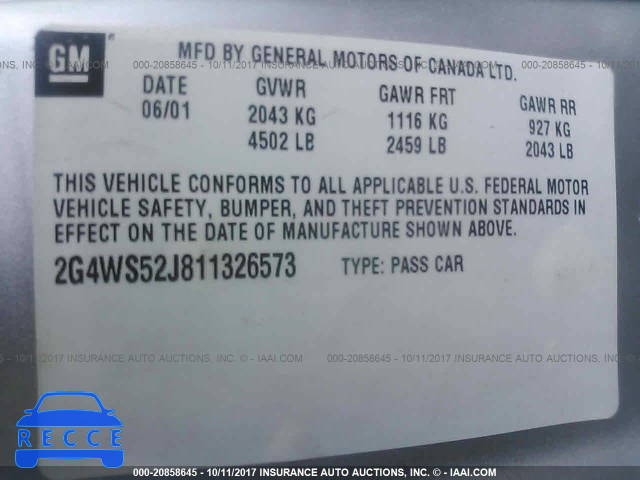 GM
MFD BY GENERAL MOTORS OF CANADA LTD.
000-20858645 - 10/11/2017 INSURANCE AUTO AUCTIONS, INC. © - IAAI.COM
DATE GVWR GAWR FRT GAWR RR
06/01 2043 KG 1116 KG 927 KG
4502 LB 2459 LB 2043 LB
THIS VEHICLE CONFORMS TO ALL APPLICABLE U.S. FEDERAL MOTOR
VEHICLE SAFETY, BUMPER, AND THEFT PREVENTION STANDARDS IN
EFFECT ON THE DATE OF MANUFACTURE SHOWN ABOVE.
2G4WS52J811326573 TYPE: PASS CAR
000-20858645 - 10/11/2017 INSURANCE AUTO AUCTIONS, INC. © - IAAI.COM
RECCE
000-20858645 - 10/11/2017 INSURANCE AUTO AUCTIONS, INC. © - IAAI.COM